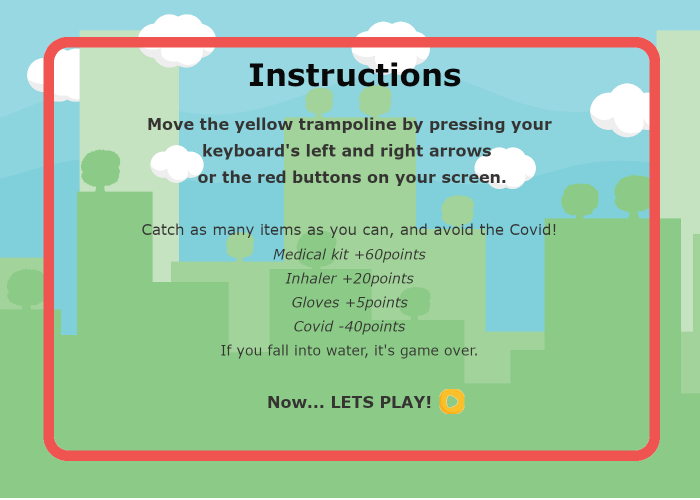 Instructions
Move the yellow trampoline by pressing your
keyboard's left and right arrows
or the red buttons on your screen.
Catch as many items as you can, and avoid the Covid!
Medical kit +60points
Inhaler +20points
Gloves +5points
Covid -40points
If you fall into water, it's game over.
Now... LETS PLAY!